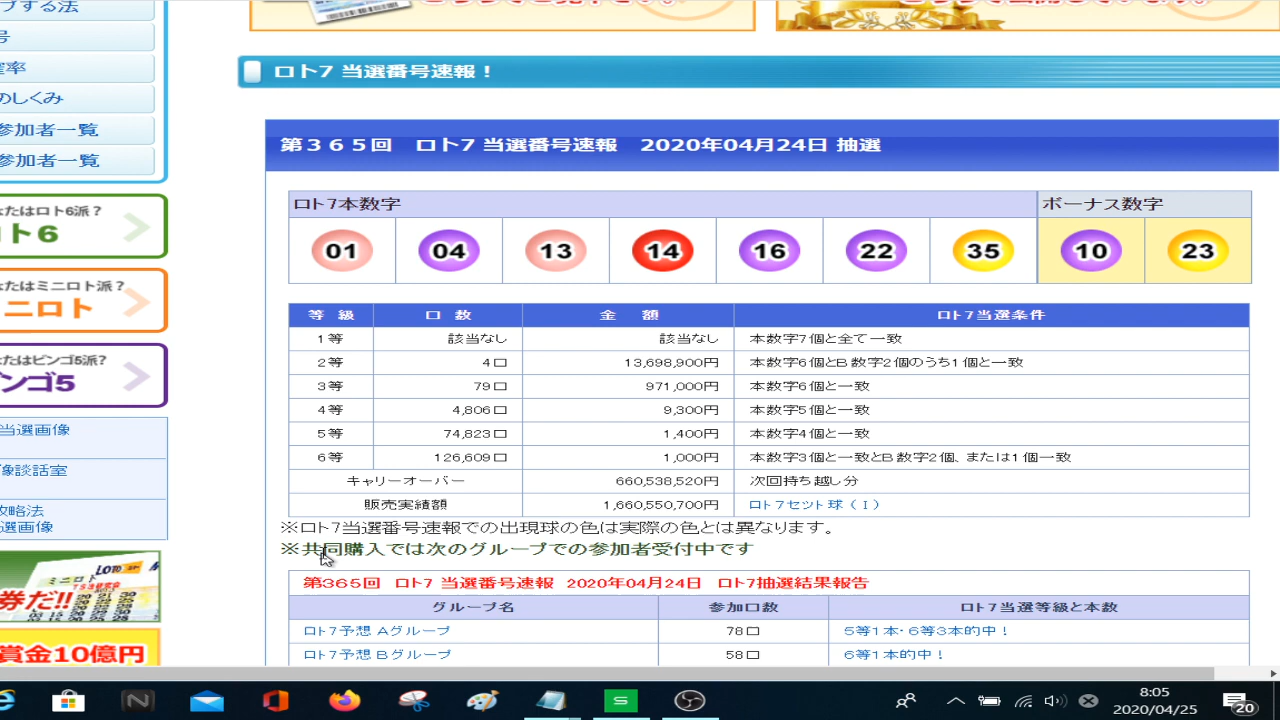 号
確率
のしくみ
参加者一覧
参加者一覧
たはロト6派?
ト6
たはミニロト派?
ニロト
たはビンゴ5派?
ンゴ5
当選画像
像談話室
攻略法
選画像
ミニロト
LOTO
券だ!!
賞金10億円
ロト7 当選番号速報!
第365回 ロト7 当選番号速報 2020年04月24日 抽選
ロト7本数字 ボーナス数字
01 04 13 14 16 22 35 10 23
等 級 口 数 金 額 ロト7当選条件
1等 該当なし 該当なし 本数字7個と全て一致
2等 4口 13,698,900円 本数字6個とB数字2個のうち1個と一致
3等 79口 971,000円 本数字6個と一致
4等 4,806口 9,300円 本数字5個と一致
5等 74,823口 1,400円 本数字4個と一致
6等 126,609口 1,000円 本数字3個と一致とB数字2個、または1個一致
キャリーオーバー 660,538,520円 次回持ち越し分
販売実績額 1,660,550,700円 ロト7セット球(I)
※ロト7当選番号速報での出現球の色は実際の色とは異なります。
※共同購入では次のグループでの参加者受付中です
第365回 ロト7 当選番号速報 2020年04月24日 ロト7抽選結果報告
グループ名 参加口数 ロト7当選等級と本数
ロト7予想 Aグループ 78口 5等1本・6等3本的中!
ロト7予想 Bグループ 58口 6等1本的中!
8:05
2020/04/25
20